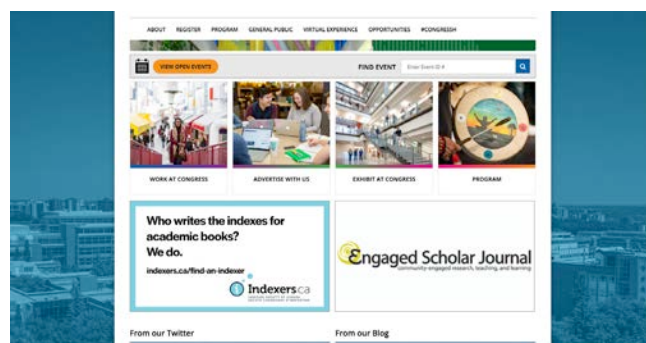 ABOUT REGISTER PROGRAM GENERAL PUBLIC VIRTUAL EXPERIENCE OPPORTUNITIES #CONGRESSH
VIEW OPEN EVENTS FIND EVENT Enter Event ID #
WORK AT CONGRESS ADVERTISE WITH US EXHIBIT AT CONGRESS PROGRAM
Who writes the indexes for
academic books?
We do.
indexers.ca/find-an-indexer
Indexers.ca
Engaged Scholar Journal
community-engaged research, teaching, and learning
From our Twitter From our Blog